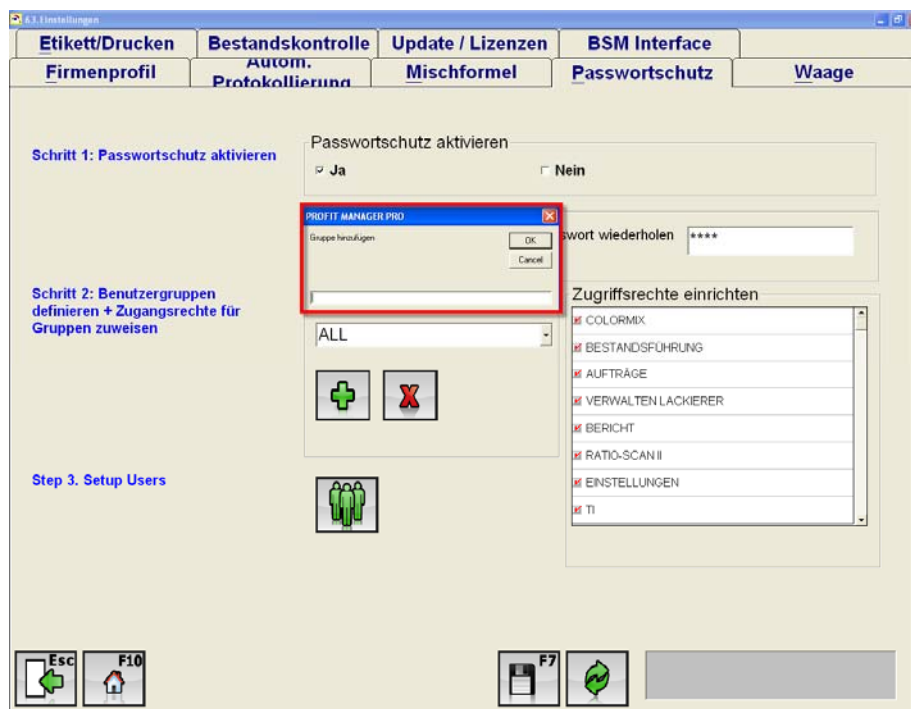 6.3.Einstellungen
Etikett/Drucken
Bestandskontrolle
Update / Lizenzen
BSM Interface
Firmenprofil
Autom.
Protokollierung
Mischformel
Passwortschutz
Waage
Schritt 1: Passwortschutz aktivieren
Passwortschutz aktivieren
Ja
Nein
PROFIT MANAGER PRO
Gruppe hinzufügen
OK
Cancel
swort wiederholen
****
Schritt 2: Benutzergruppen
definieren + Zugangsrechte für
Gruppen zuweisen
ALL
Zugriffsrechte einrichten
COLORMIX
BESTANDSFÜHRUNG
AUFTRÄGE
VERWALTEN LACKIERER
BERICHT
RATIO-SCAN II
EINSTELLUNGEN
TI
Step 3. Setup Users
Esc
F10
F7